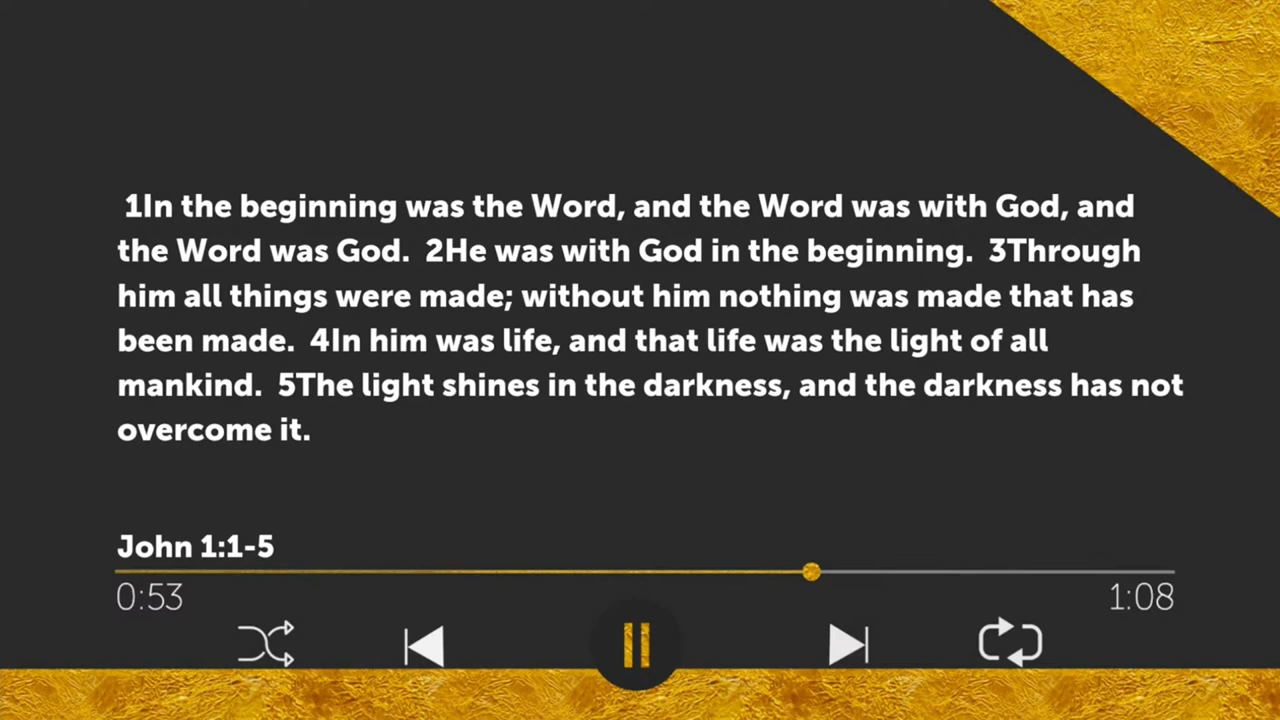 1In the beginning was the Word, and the Word was with God, and
the Word was God.  2He was with God in the beginning.  3Through
him all things were made; without him nothing was made that has
been made.  4In him was life, and that life was the light of all
mankind.  5The light shines in the darkness, and the darkness has not
overcome it.
John 1:1-5
0:53
1:08